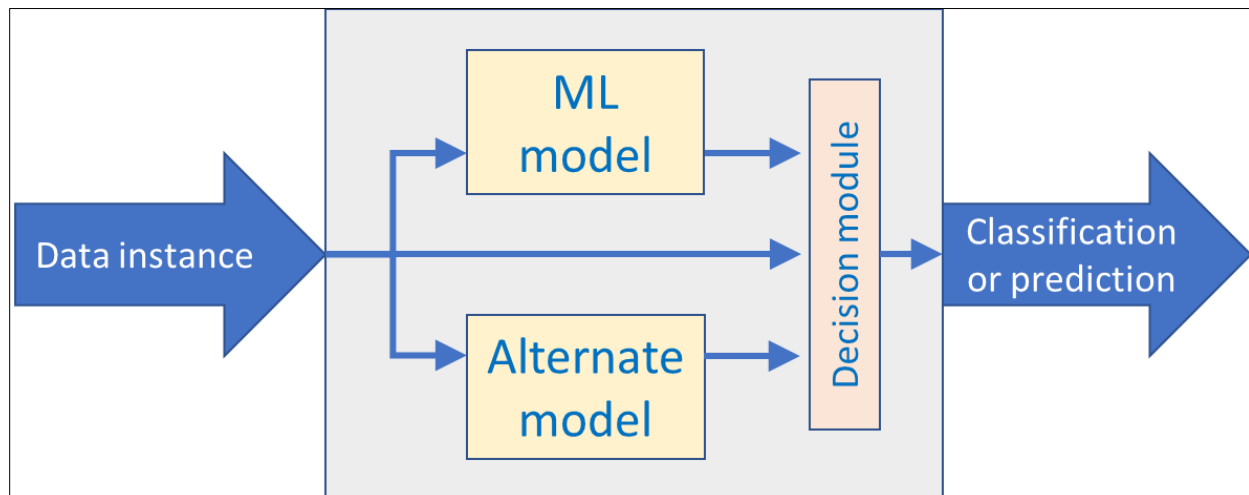 Data instance
ML
model
Alternate
model
Decision module
Classification
or prediction